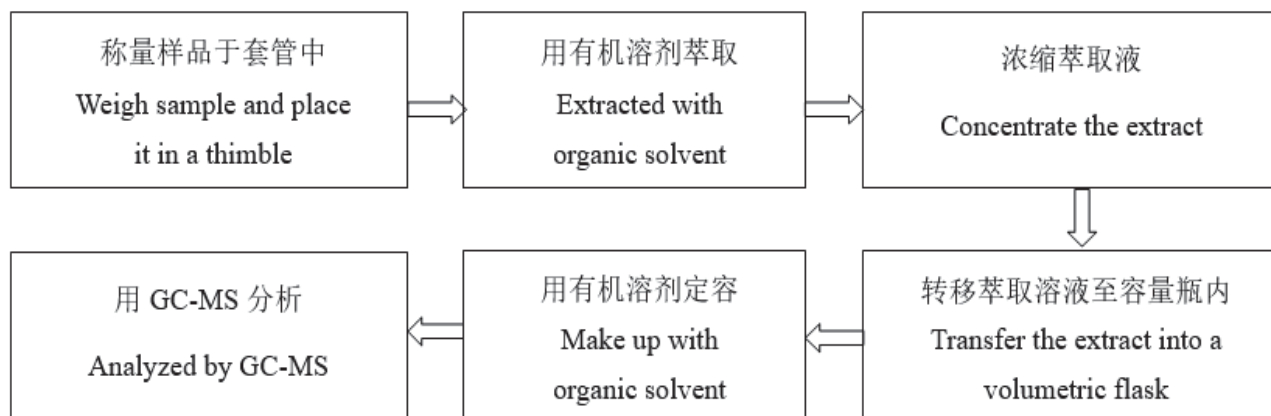 称量样品于套管中
Weigh sample and place
it in a thimble
用有机溶剂萃取
Extracted with
organic solvent
浓缩萃取液
Concentrate the extract
转移萃取溶液至容量瓶内
Transfer the extract into a
volumetric flask
用有机溶剂定容
Make up with
organic solvent
用 GC-MS 分析
Analyzed by GC-MS